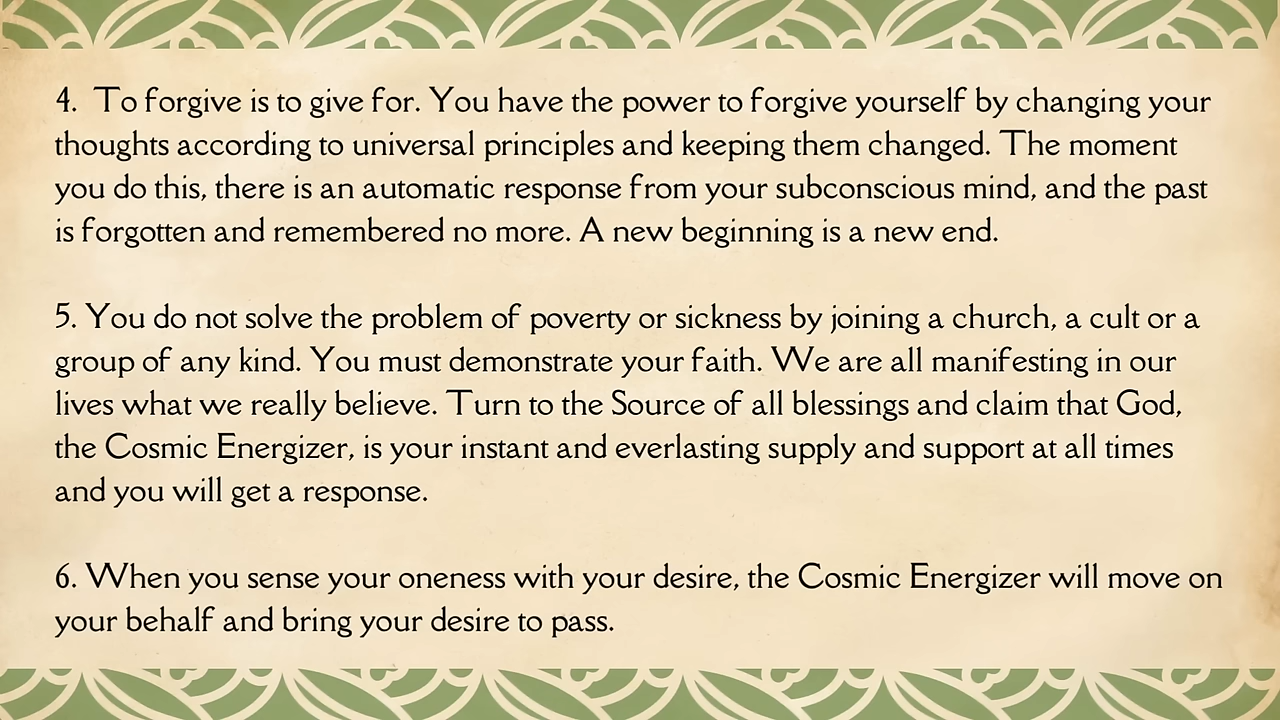 4. To forgive is to give for. You have the power to forgive yourself by changing your
thoughts according to universal principles and keeping them changed. The moment
you do this, there is an automatic response from your subconscious mind, and the past
is forgotten and remembered no more. A new beginning is a new end.
5. You do not solve the problem of poverty or sickness by joining a church, a cult or a
group of any kind. You must demonstrate your faith. We are all manifesting in our
lives what we really believe. Turn to the Source of all blessings and claim that God,
the Cosmic Energizer, is your instant and everlasting supply and support at all times
and you will get a response.
6. When you sense your oneness with your desire, the Cosmic Energizer will move on
your behalf and bring your desire to pass.